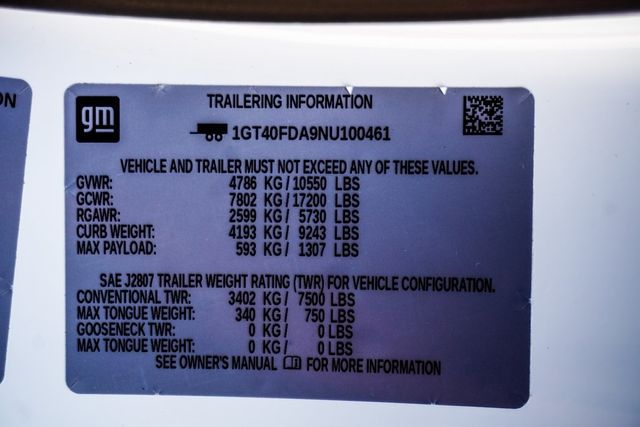 ON
gm
TRAILERING INFORMATION
1GT40FDA9NU100461
VEHICLE AND TRAILER MUST NOT EXCEED ANY OF THESE VALUES.
GVWR: 4786 KG / 10550 LBS
GCWR: 7802 KG / 17200 LBS
RGAWR: 2599 KG / 5730 LBS
CURB WEIGHT: 4193 KG / 9243 LBS
MAX PAYLOAD: 593 KG / 1307 LBS
SAE J2807 TRAILER WEIGHT RATING (TWR) FOR VEHICLE CONFIGURATION.
CONVENTIONAL TWR: 3402 KG / 7500 LBS
MAX TONGUE WEIGHT: 340 KG / 750 LBS
GOOSENECK TWR: 0 KG / 0 LBS
MAX TONGUE WEIGHT: 0 KG / 0 LBS
SEE OWNER'S MANUAL FOR MORE INFORMATION